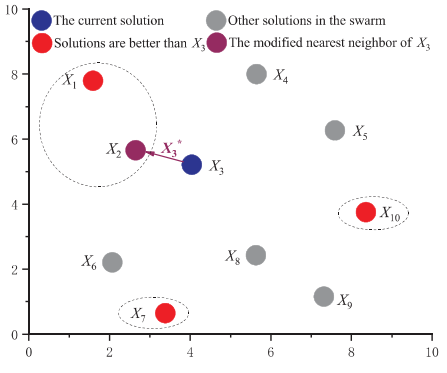 10
The current solution
Other solutions in the swarm
Solutions are better than X₃
The modified nearest neighbor of X₃
8
X₁
X₄
6
X₅
X₂
X₃*
X₃
4
X₁₀
2
X₆
X₈
X₉
X₇
0
0 2 4 6 8 10